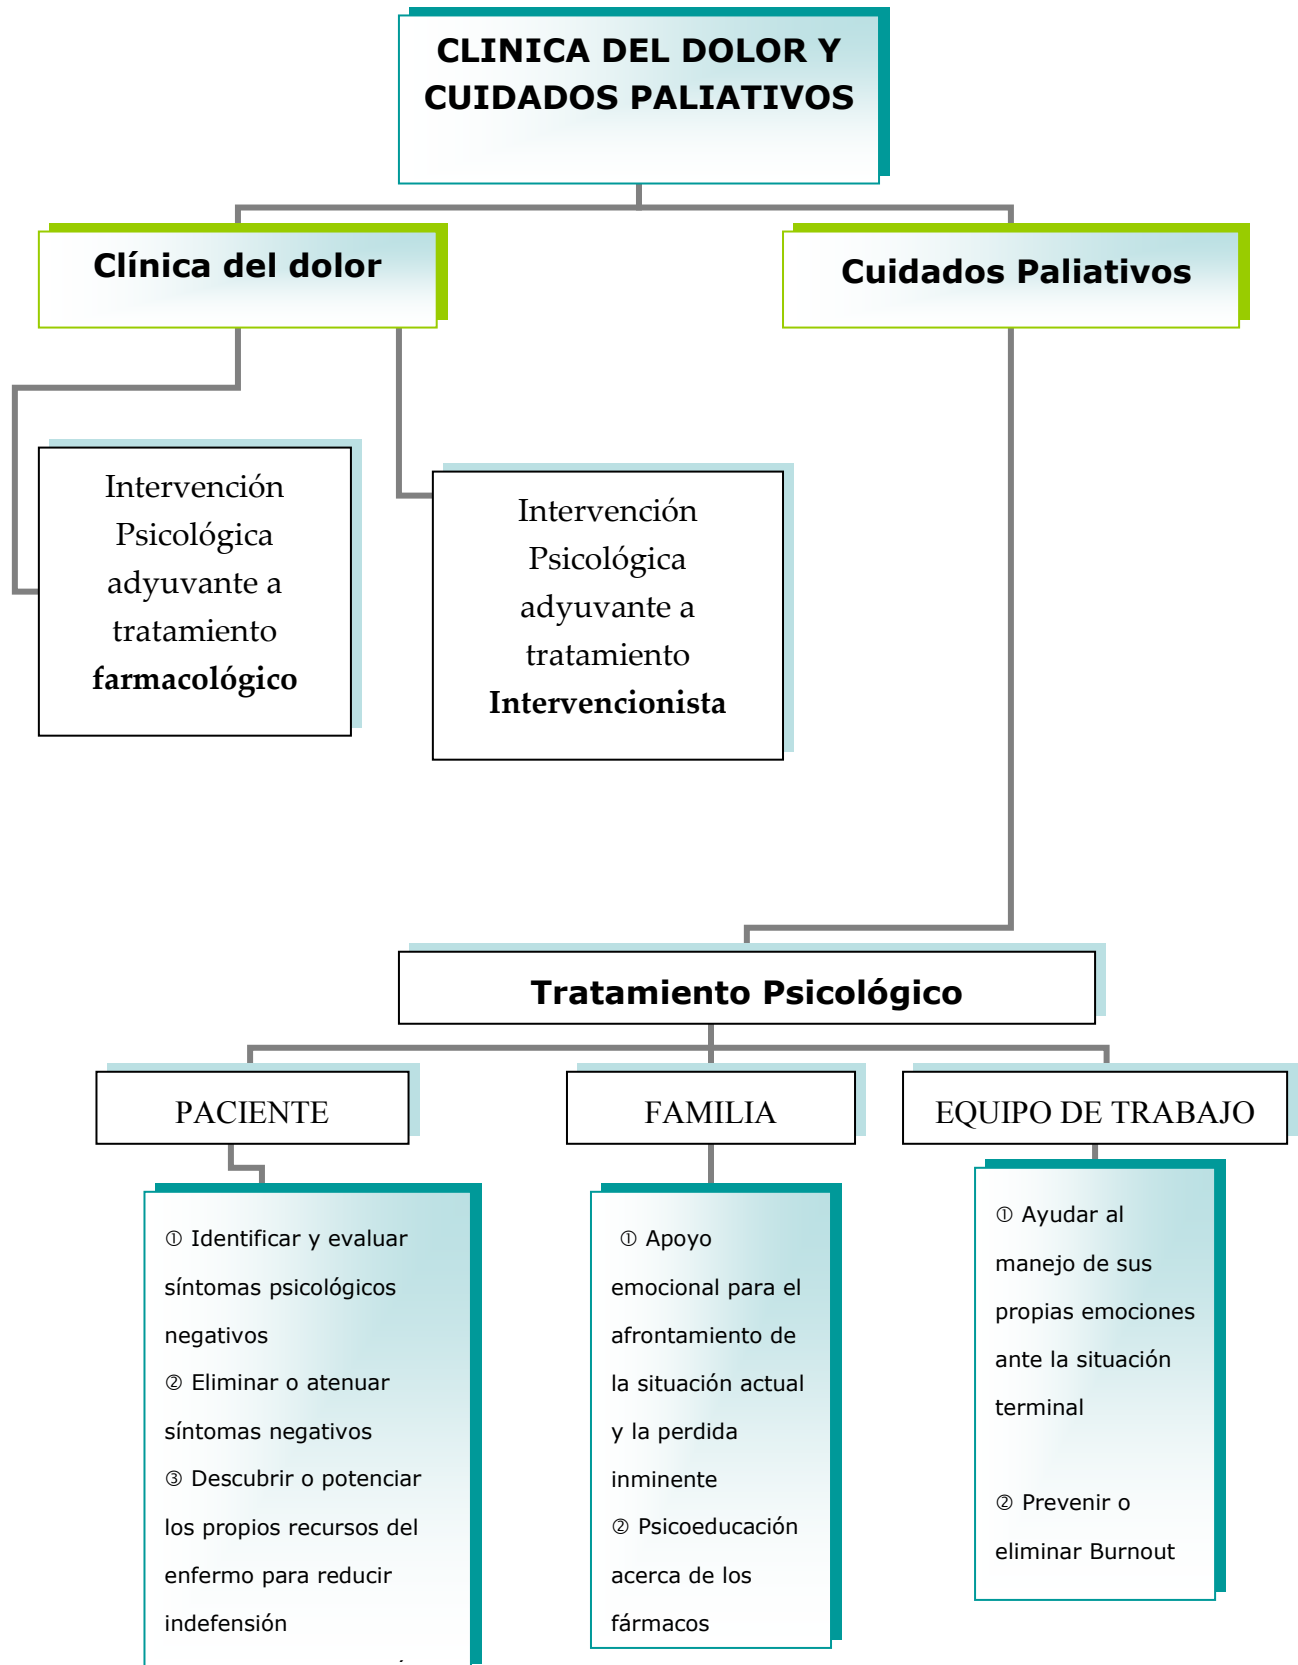 CLINICA DEL DOLOR Y
CUIDADOS PALIATIVOS
Clínica del dolor
Cuidados Paliativos
Intervención
Psicológica
adyuvante a
tratamiento
farmacológico
Intervención
Psicológica
adyuvante a
tratamiento
Intervencionista
Tratamiento Psicológico
PACIENTE
FAMILIA
EQUIPO DE TRABAJO
① Identificar y evaluar
síntomas psicológicos
negativos
② Eliminar o atenuar
síntomas negativos
③ Descubrir o potenciar
los propios recursos del
enfermo para reducir
indefensión
① Apoyo
emocional para el
afrontamiento de
la situación actual
y la perdida
inminente
② Psicoeducación
acerca de los
fármacos
① Ayudar al
manejo de sus
propias emociones
ante la situación
terminal
② Prevenir o
eliminar Burnout